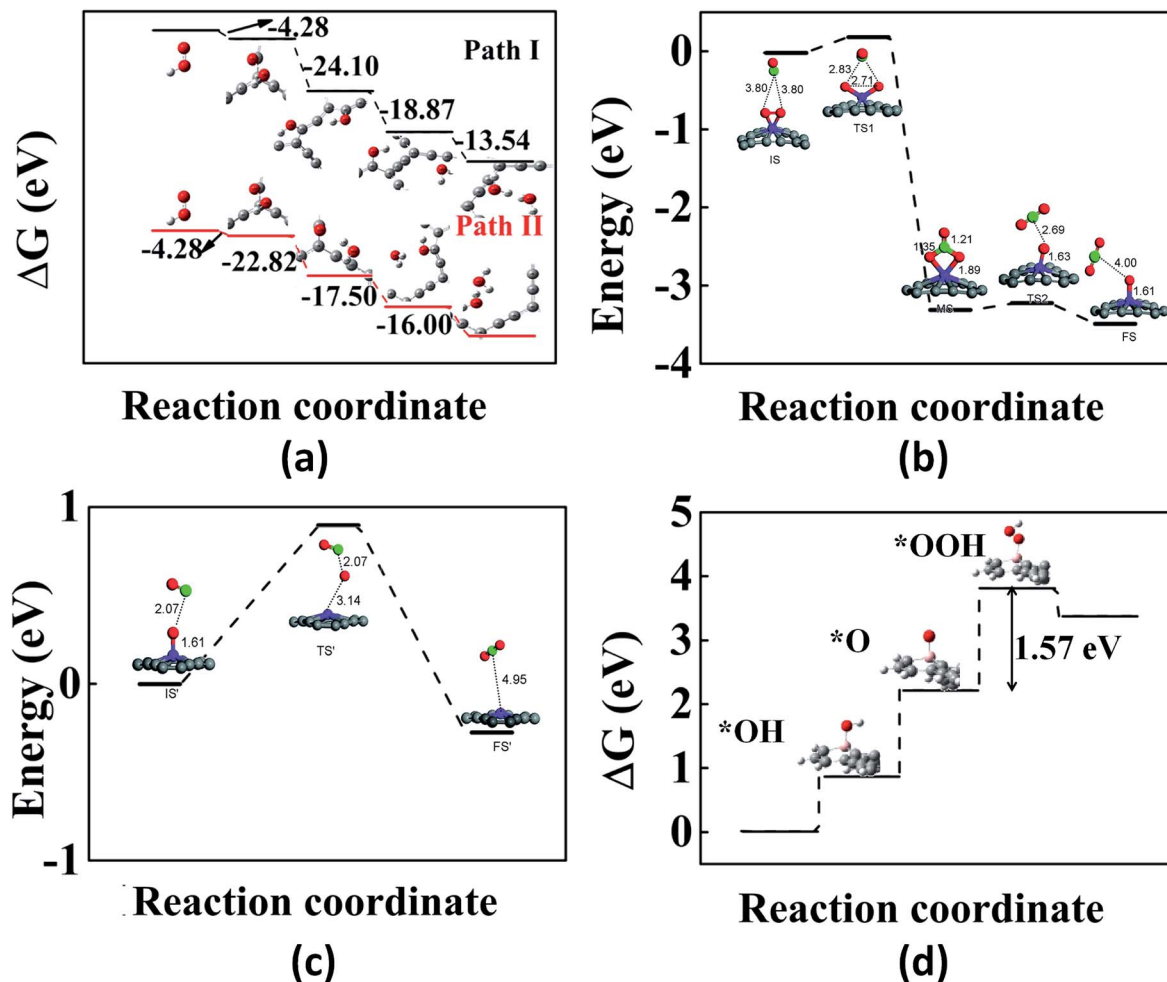 -4.28
Path I
-24.10
-18.87
-13.54
Path II
-4.28
-22.82
-17.50
-16.00
ΔG (eV)
Reaction coordinate
(a)
0
-1
-2
-3
-4
Energy (eV)
3.80
3.80
IS
2.83
2.71
TS1
1.35
1.21
1.89
MS
2.69
1.63
TS2
4.00
1.61
FS
Reaction coordinate
(b)
1
0
-1
Energy (eV)
2.07
1.61
IS'
2.07
3.14
TS'
4.95
FS'
Reaction coordinate
(c)
5
4
3
2
1
0
ΔG (eV)
*OOH
*O
1.57 eV
*OH
Reaction coordinate
(d)